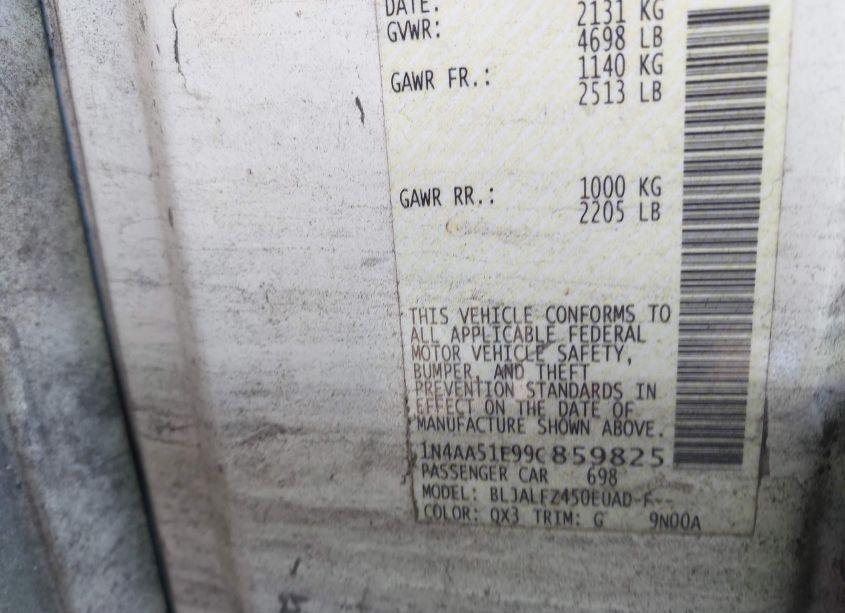 DATE: 2131 KG
GVWR: 4698 LB
GAWR FR.: 1140 KG
2513 LB
GAWR RR.: 1000 KG
2205 LB
THIS VEHICLE CONFORMS TO
ALL APPLICABLE FEDERAL
MOTOR VEHICLE SAFETY,
BUMPER, AND THEFT
PREVENTION STANDARDS IN
EFFECT ON THE DATE OF
MANUFACTURE SHOWN ABOVE.
1N4AA51E99C859825
PASSENGER CAR 698
MODEL: BLJALFZ450EUAD-F--
COLOR: QX3 TRIM: G 9N00A